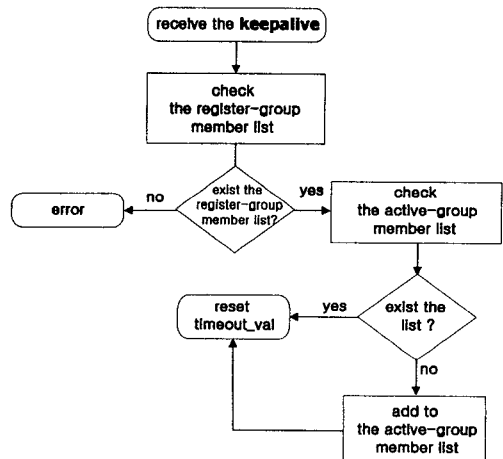 receive the keepalive
check
the register-group
member list
exist the
register-group
member list?
no
yes
error
check
the active-group
member list
exist the
list ?
yes
no
reset
timeout_val
add to
the active-group
member list